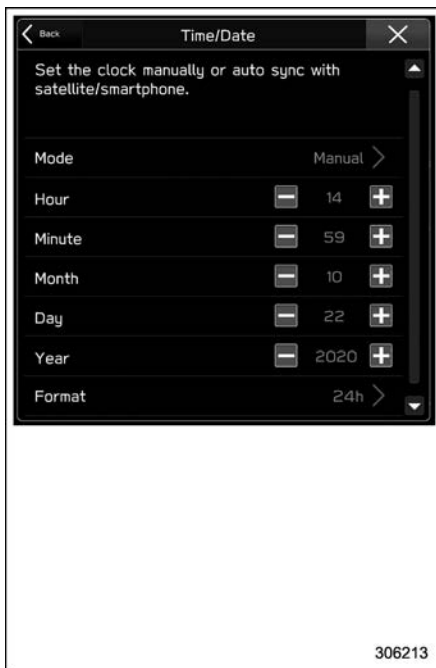 Back Time/Date
Set the clock manually or auto sync with
satellite/smartphone.
Mode Manual
Hour 14
Minute 59
Month 10
Day 22
Year 2020
Format 24h
306213